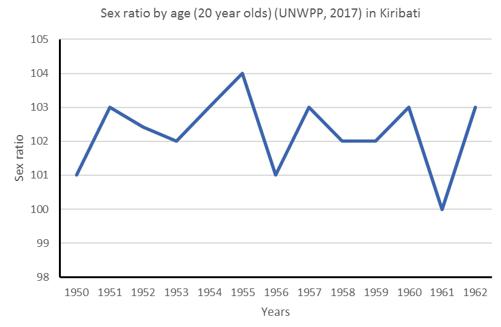 Sex ratio by age (20 year olds) (UNWPP, 2017) in Kiribati
105
104
103
102
101
100
99
98
Sex ratio
1950 1951 1952 1953 1954 1955 1956 1957 1958 1959 1960 1961 1962
Years